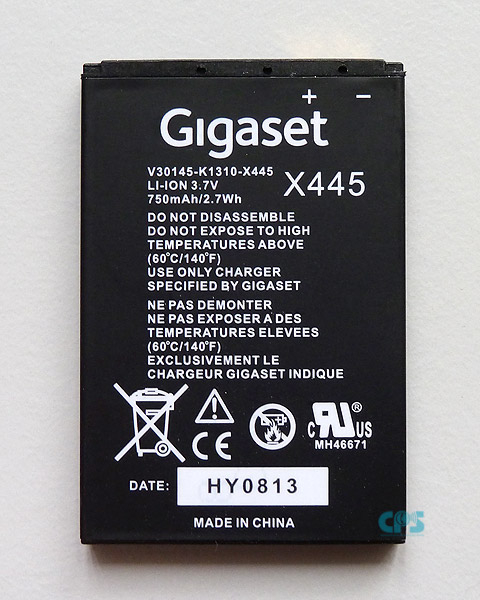 + −
Gigaset
V30145-K1310-X445
LI-ION 3.7V
750mAh/2.7Wh
X445
DO NOT DISASSEMBLE
DO NOT EXPOSE TO HIGH
TEMPERATURES ABOVE
(60°C/140°F)
USE ONLY CHARGER
SPECIFIED BY GIGASET
NE PAS DEMONTER
NE PAS EXPOSER A DES
TEMPERATURES ELEVEES
(60°C/140°F)
EXCLUSIVEMENT LE
CHARGEUR GIGASET INDIQUE
CE
c RU ® US
MH46671
DATE: HY0813
MADE IN CHINA
CPS